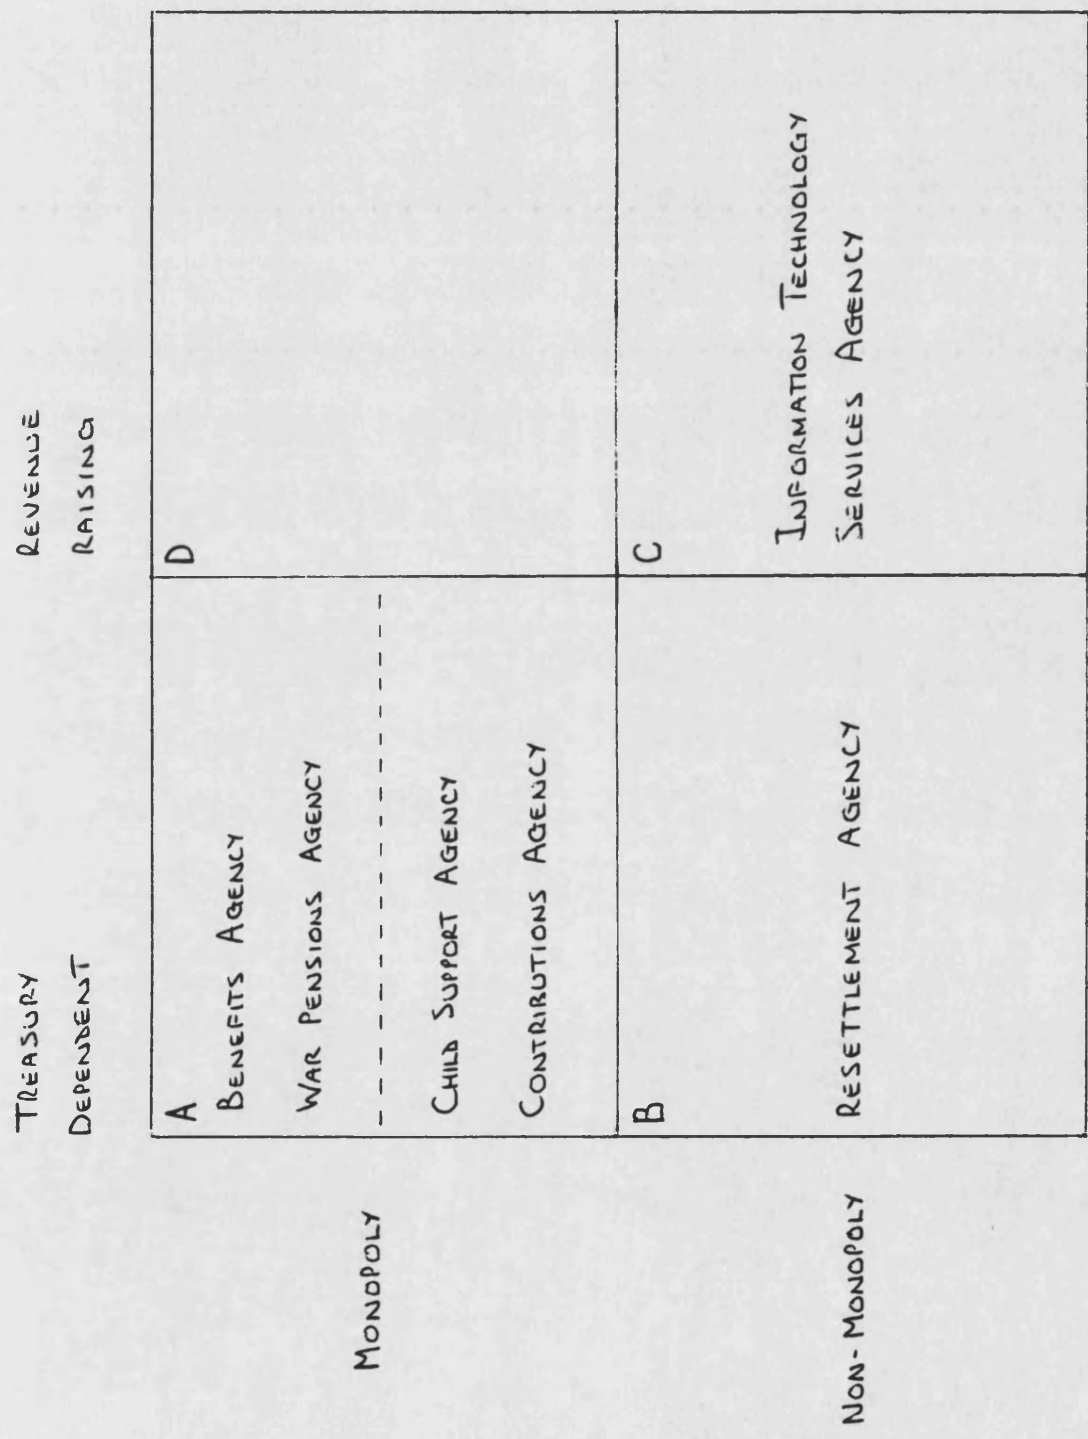 TREASURY
DEPENDENT
REVENUE
RAISING
MONOPOLY
A
BENEFITS AGENCY
WAR PENSIONS AGENCY
CHILD SUPPORT AGENCY
CONTRIBUTIONS AGENCY
D
NON-MONOPOLY
B
RESETTLEMENT AGENCY
C
INFORMATION TECHNOLOGY
SERVICES AGENCY